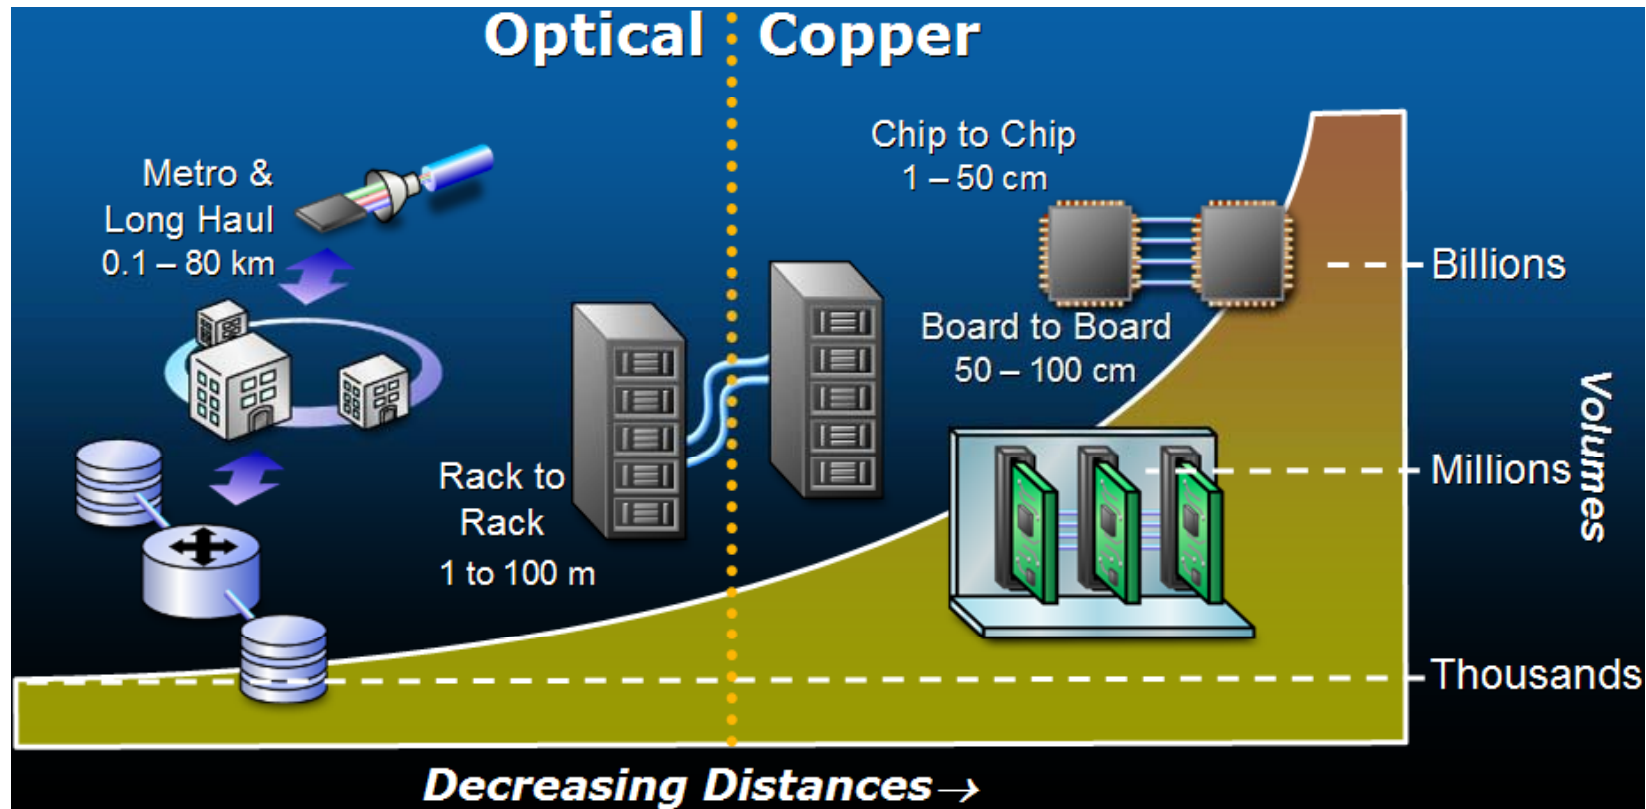 Optical
Copper
Metro &
Long Haul
0.1 – 80 km
Rack to
Rack
1 to 100 m
Chip to Chip
1 – 50 cm
Board to Board
50 – 100 cm
Billions
Millions
Thousands
Volumes
Decreasing Distances→